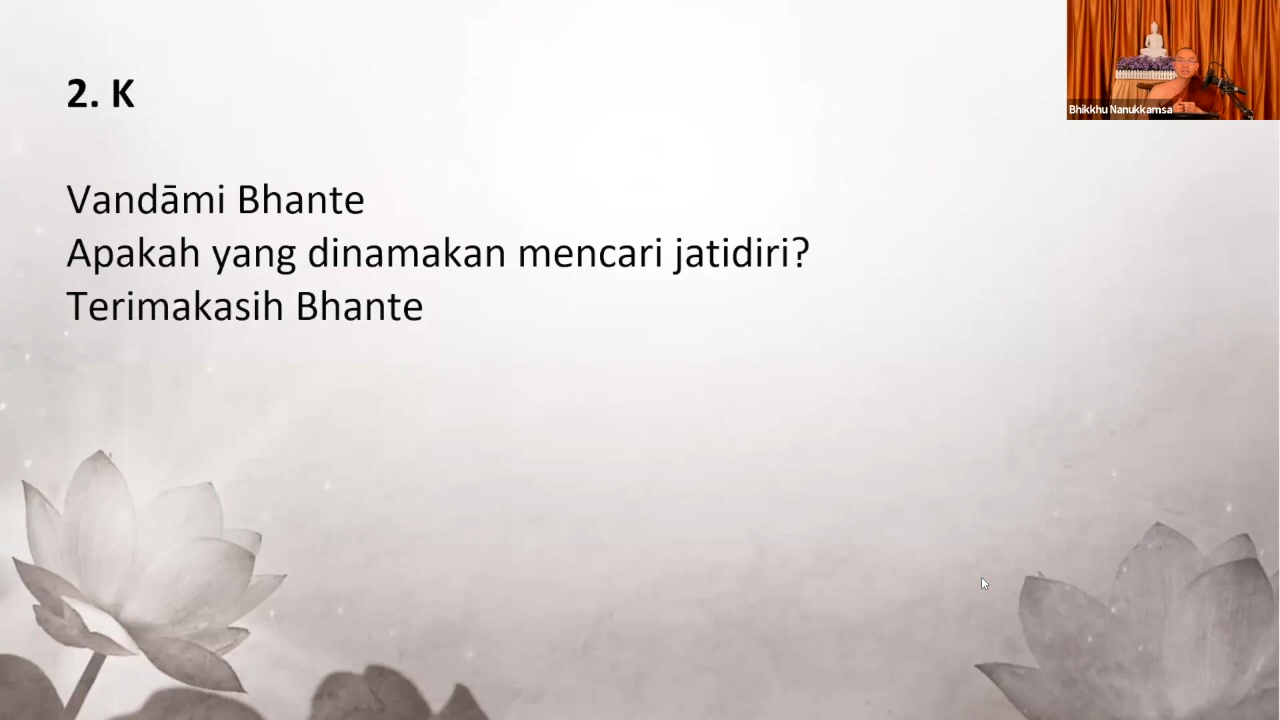 2. K
Bhikkhu Nanukkamsa
Vandāmi Bhante
Apakah yang dinamakan mencari jatidiri?
Terimakasih Bhante